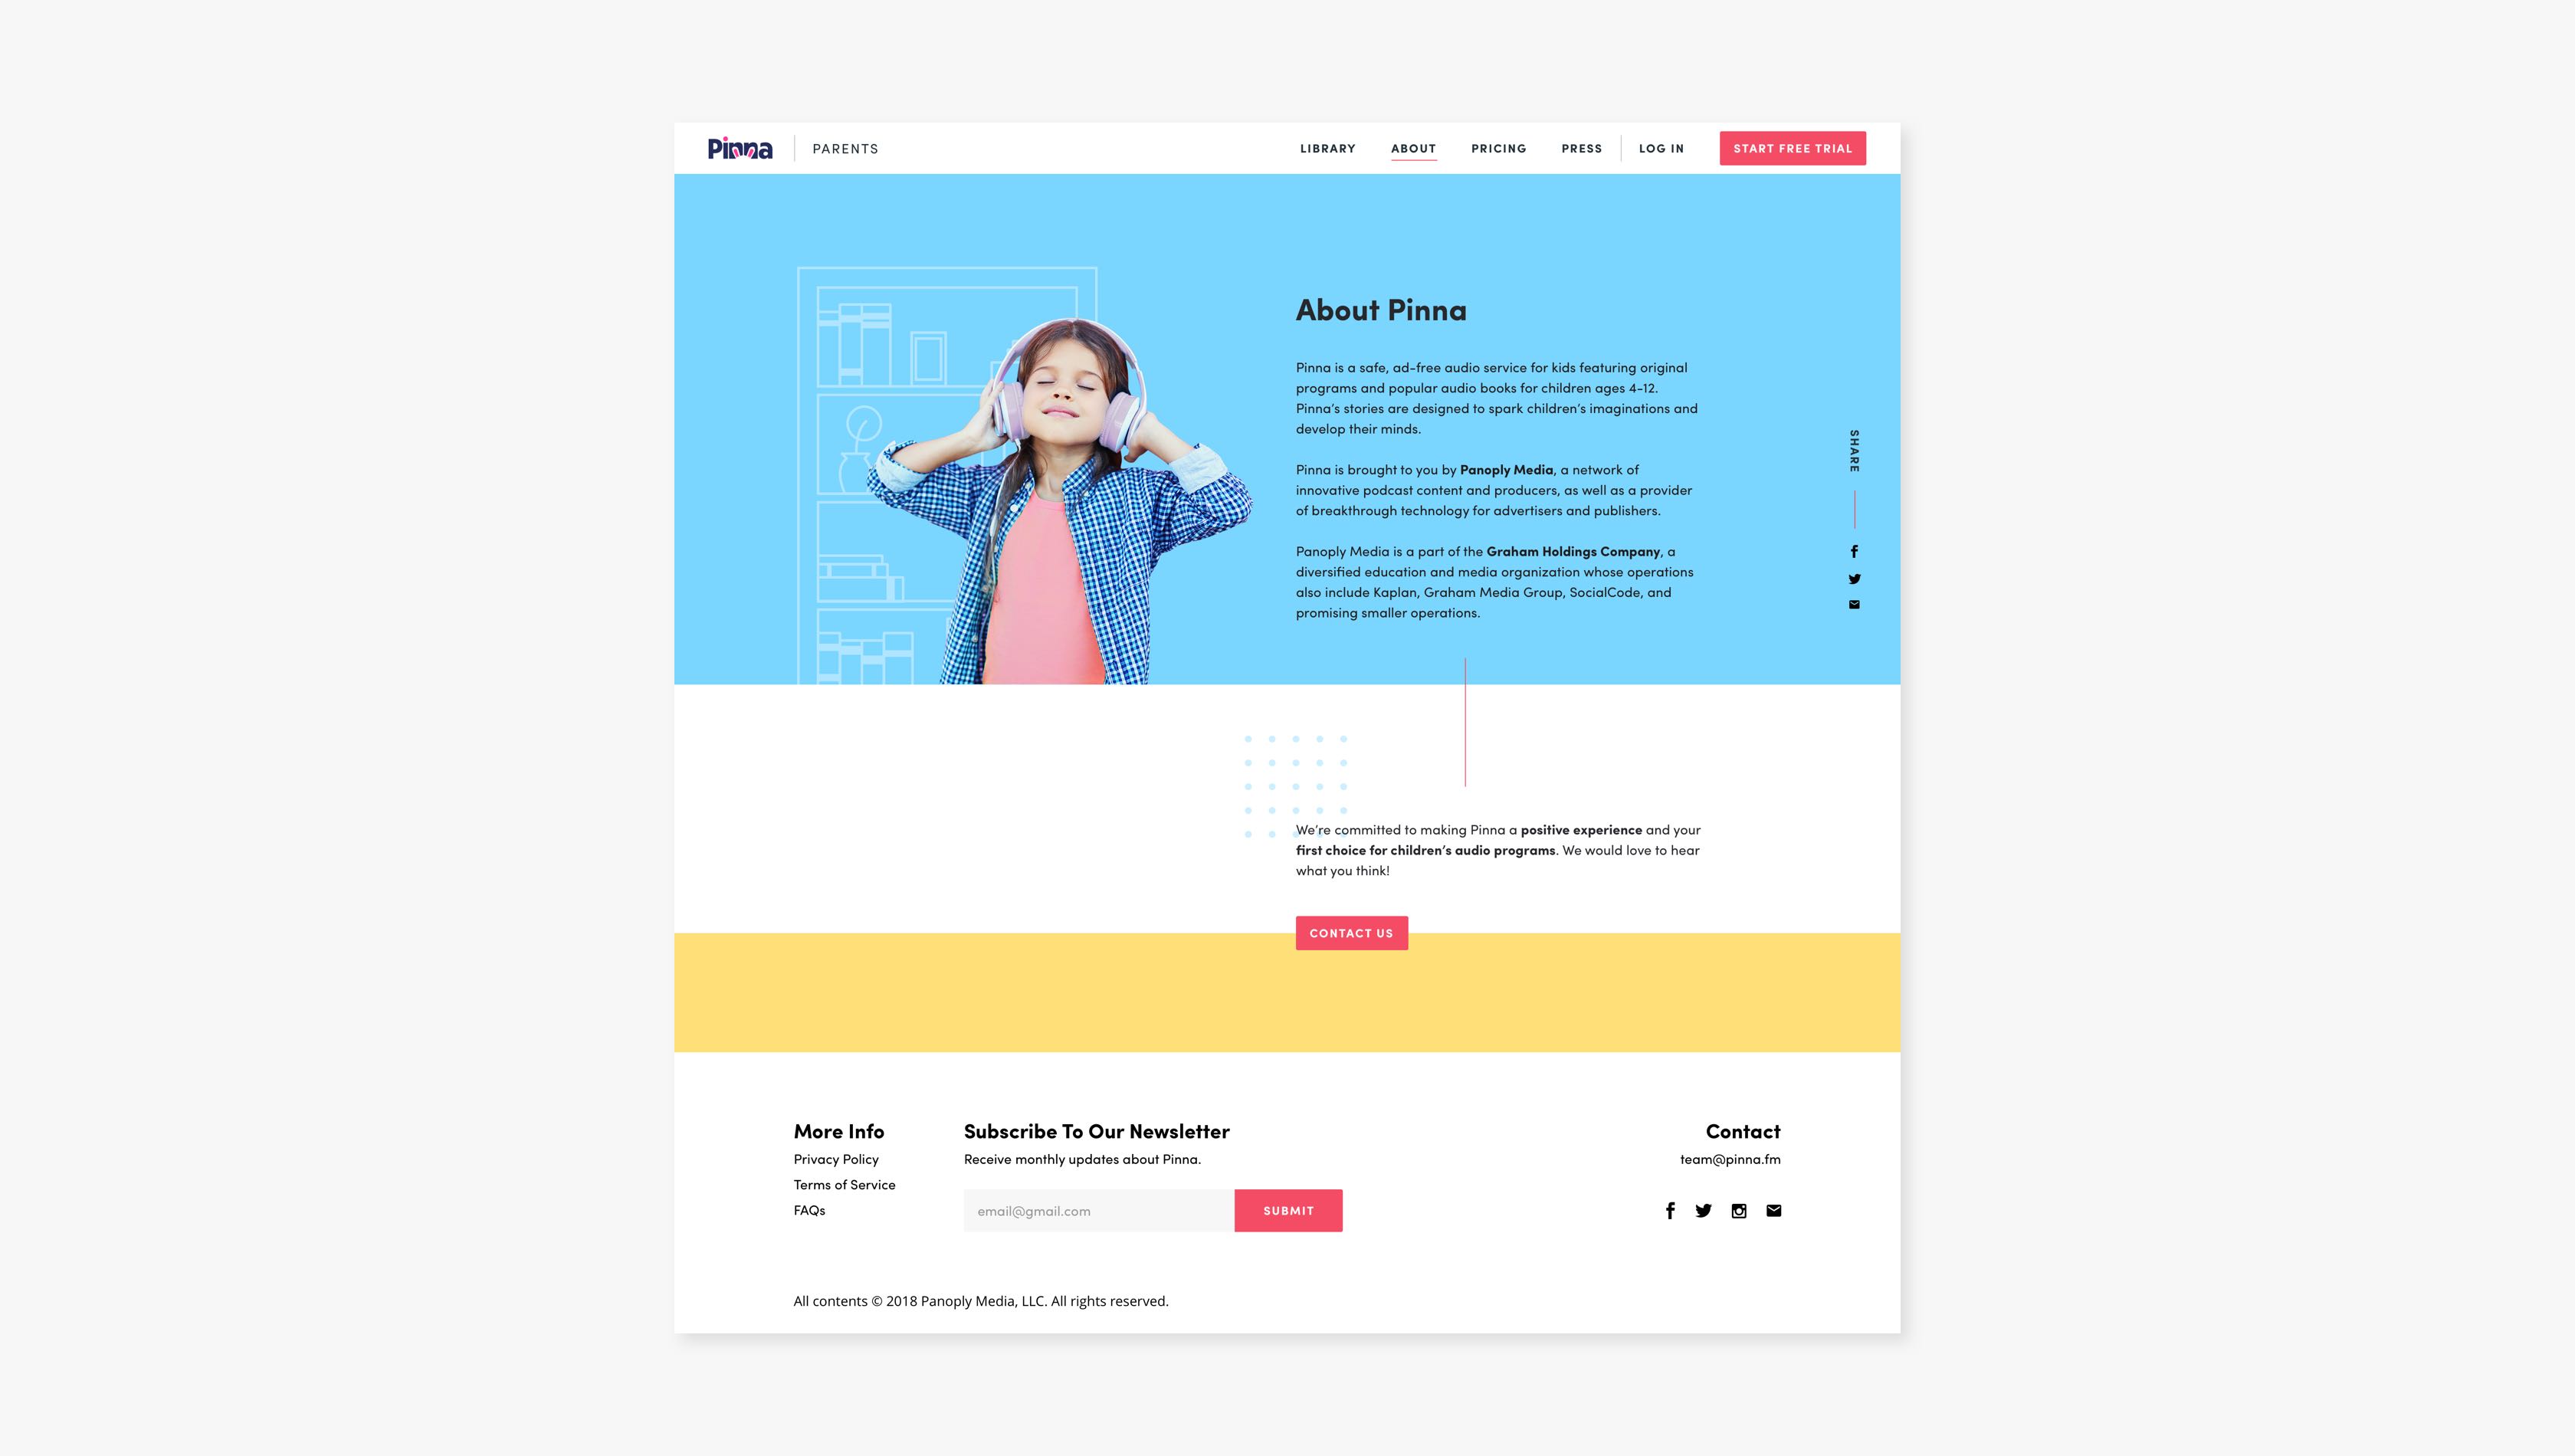 Pinna
PARENTS
LIBRARY
ABOUT
PRICING
PRESS
LOG IN
START FREE TRIAL
About Pinna
Pinna is a safe, ad-free audio service for kids featuring original
programs and popular audio books for children ages 4-12.
Pinna's stories are designed to spark children's imaginations and
develop their minds.
Pinna is brought to you by Panoply Media, a network of
innovative podcast content and producers, as well as a provider
of breakthrough technology for advertisers and publishers.
Panoply Media is a part of the Graham Holdings Company, a
diversified education and media organization whose operations
also include Kaplan, Graham Media Group, SocialCode, and
promising smaller operations.
SHARE
We're committed to making Pinna a positive experience and your
first choice for children's audio programs. We would love to hear
what you think!
CONTACT US
More Info
Privacy Policy
Terms of Service
FAQs
Subscribe To Our Newsletter
Receive monthly updates about Pinna.
email@gmail.com
SUBMIT
Contact
team@pinna.fm
All contents © 2018 Panoply Media, LLC. All rights reserved.